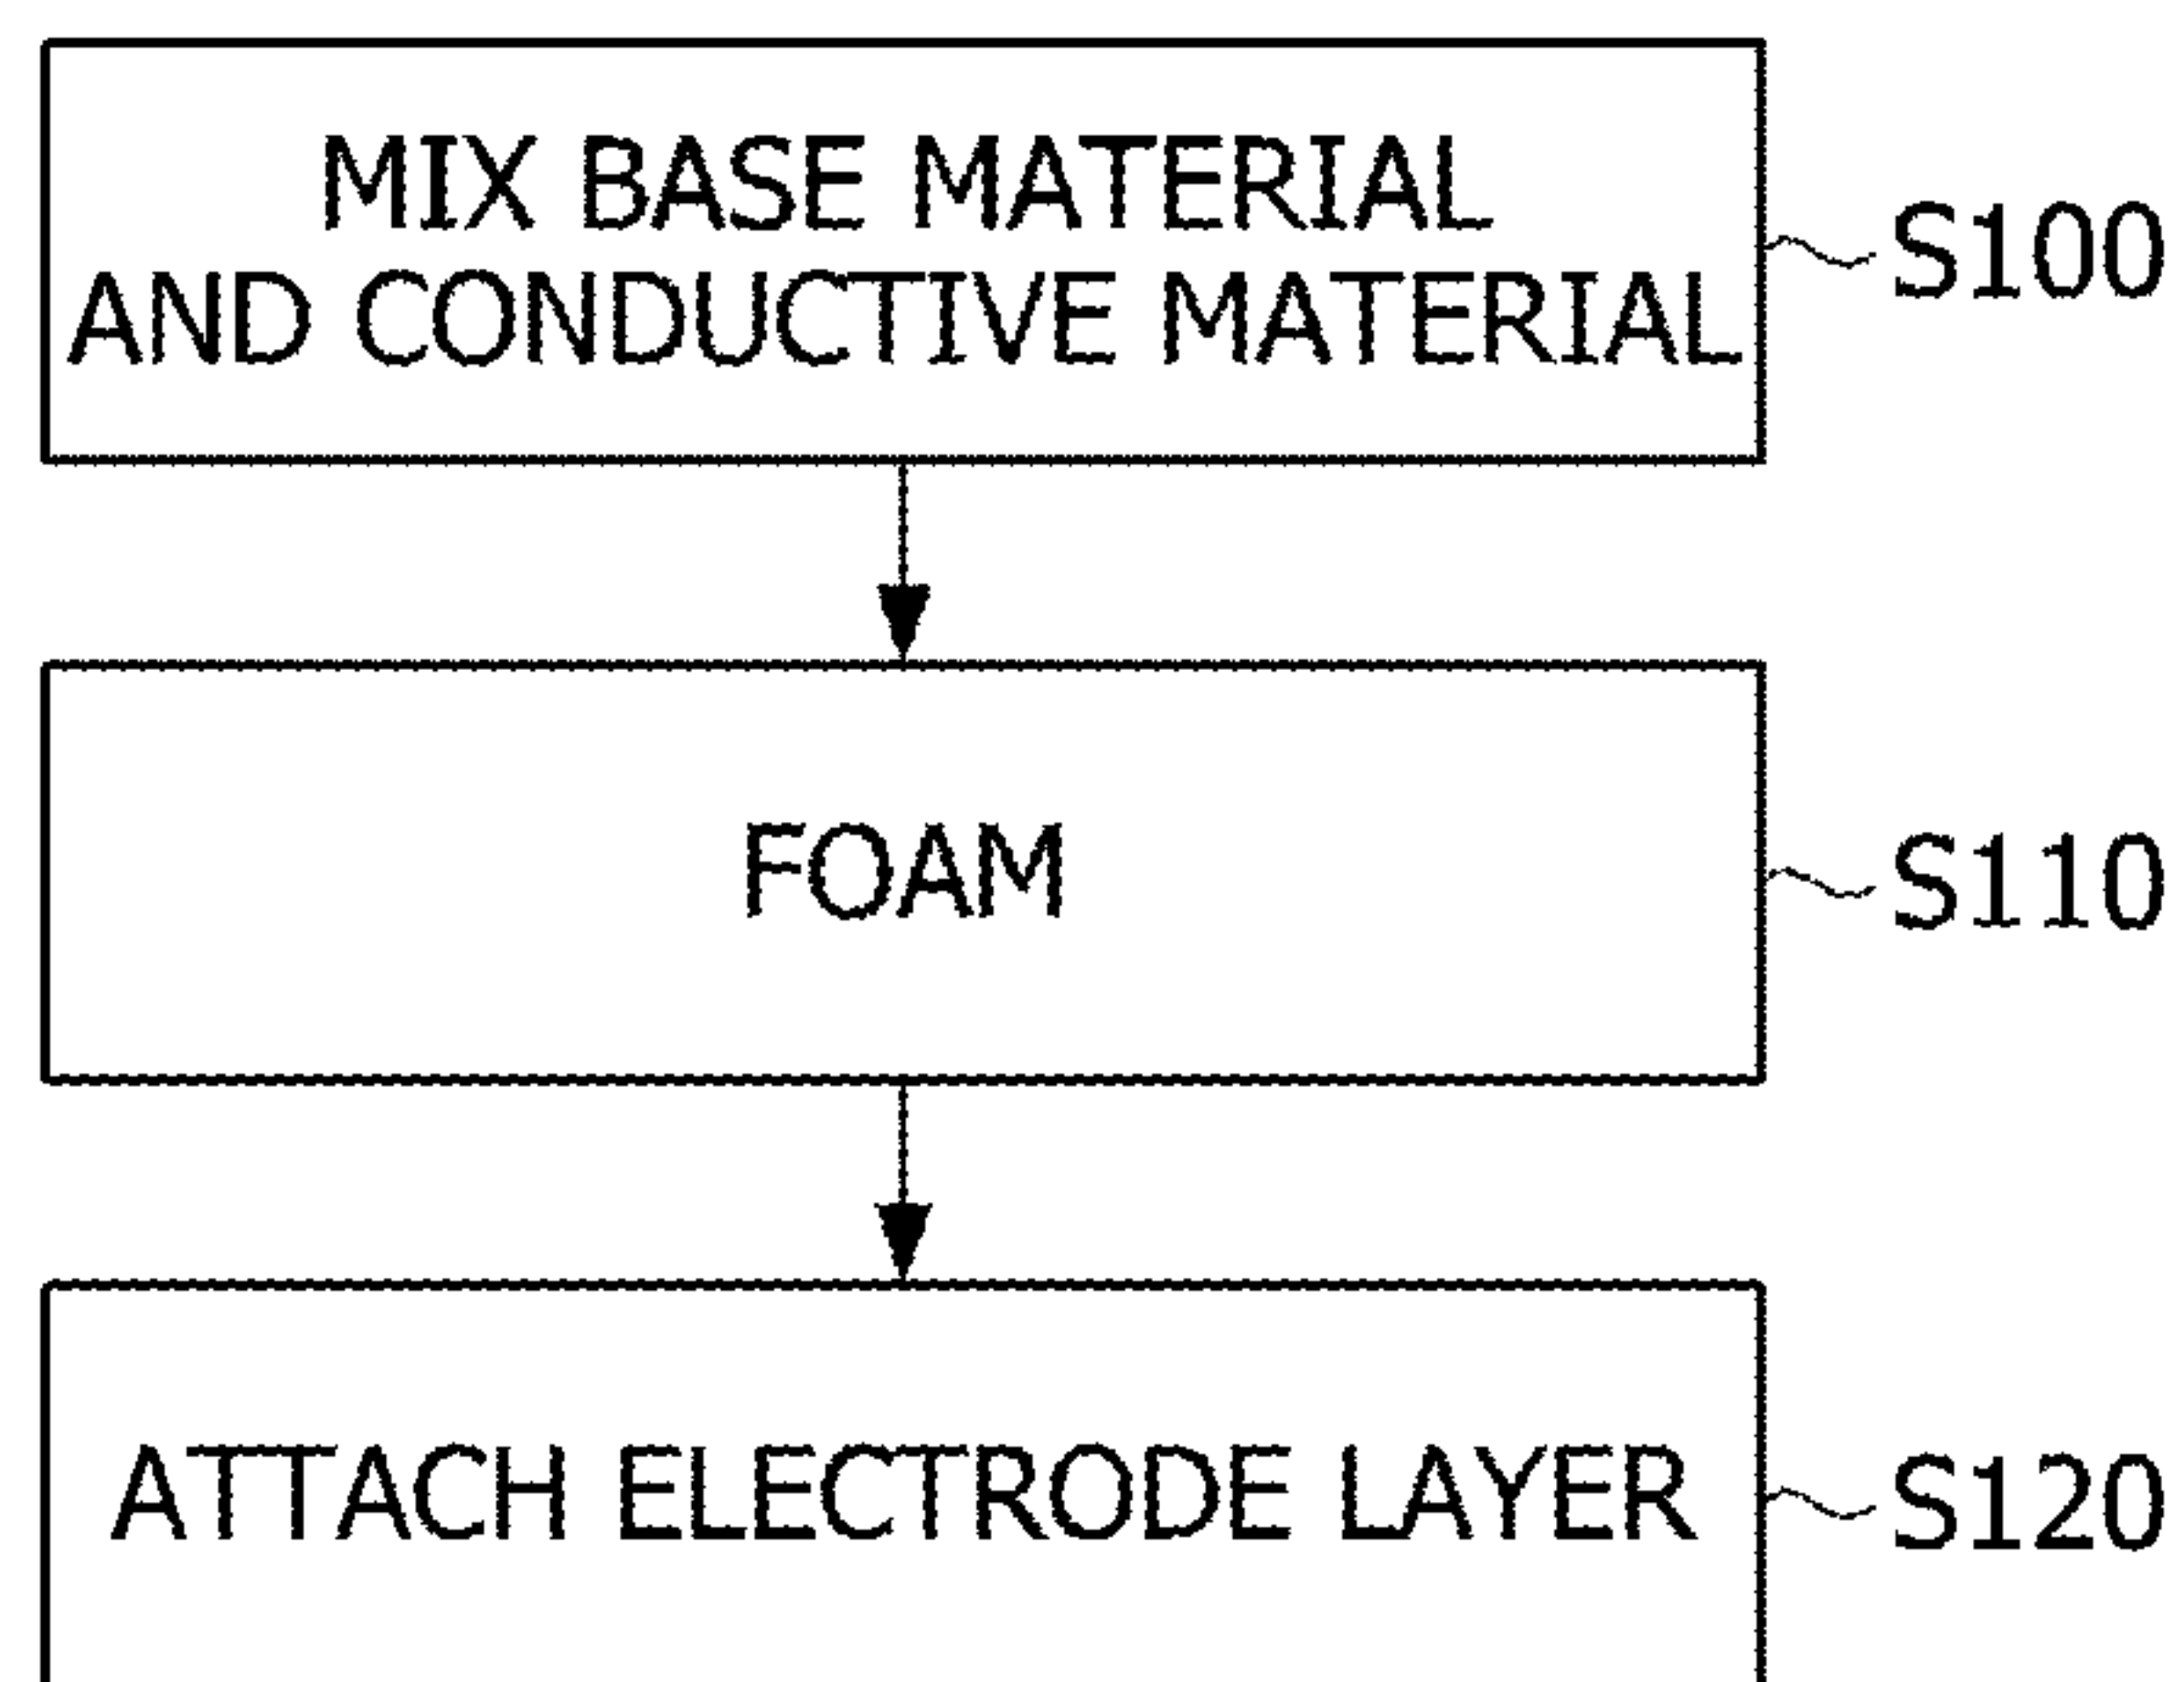 MIX BASE MATERIAL
AND CONDUCTIVE MATERIAL
S100
FOAM
S110
ATTACH ELECTRODE LAYER
S120